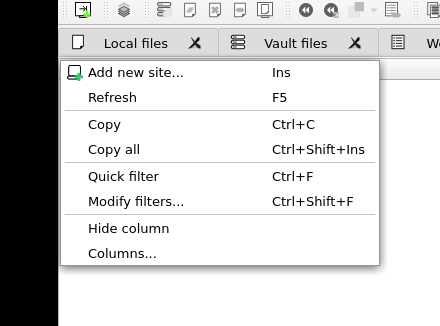 Local files
Vault files
Add new site... Ins
Refresh F5
Copy Ctrl+C
Copy all Ctrl+Shift+Ins
Quick filter Ctrl+F
Modify filters... Ctrl+Shift+F
Hide column
Columns...